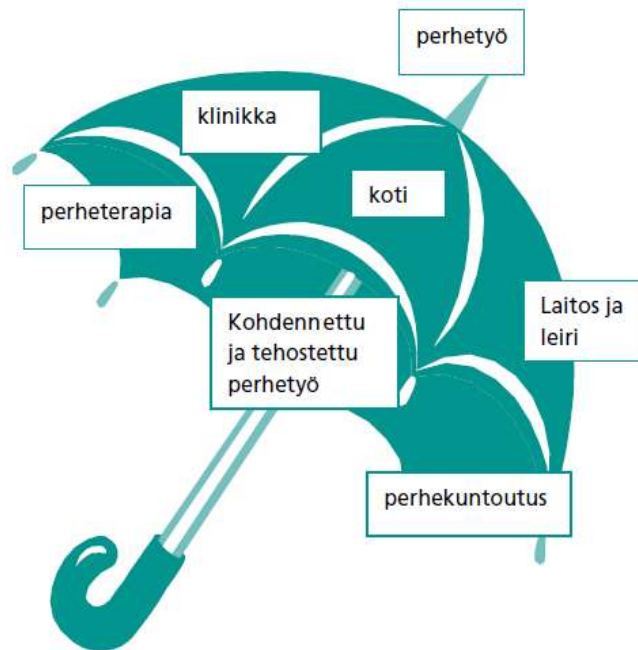 perhetyö
klinikka
koti
perheterapia
Laitos ja
leiri
Kohdennettu
ja tehostettu
perhetyö
perhekuntoutus